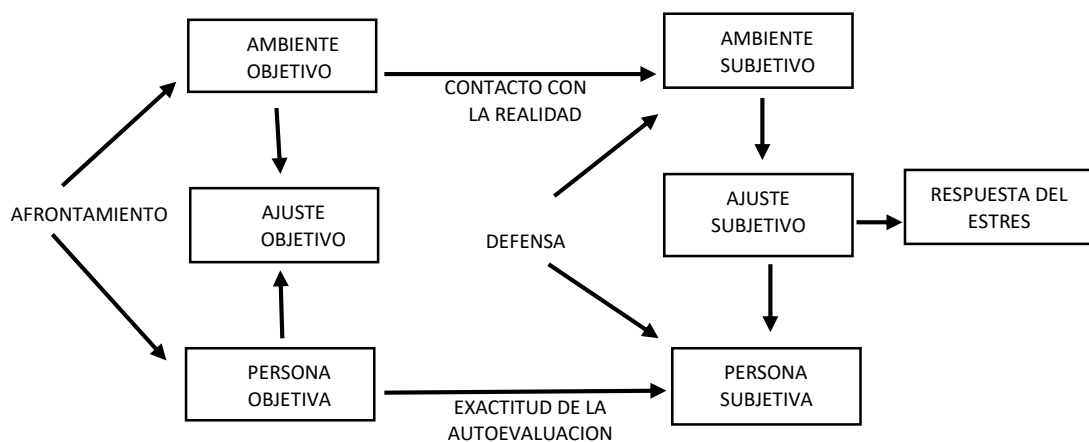 AMBIENTE
OBJETIVO
AMBIENTE
SUBJETIVO
CONTACTO CON
LA REALIDAD
AFRONTAMIENTO
AJUSTE
OBJETIVO
DEFENSA
AJUSTE
SUBJETIVO
RESPUESTA DEL
ESTRES
PERSONA
OBJETIVA
EXACTITUD DE LA
AUTOEVALUACION
PERSONA
SUBJETIVA